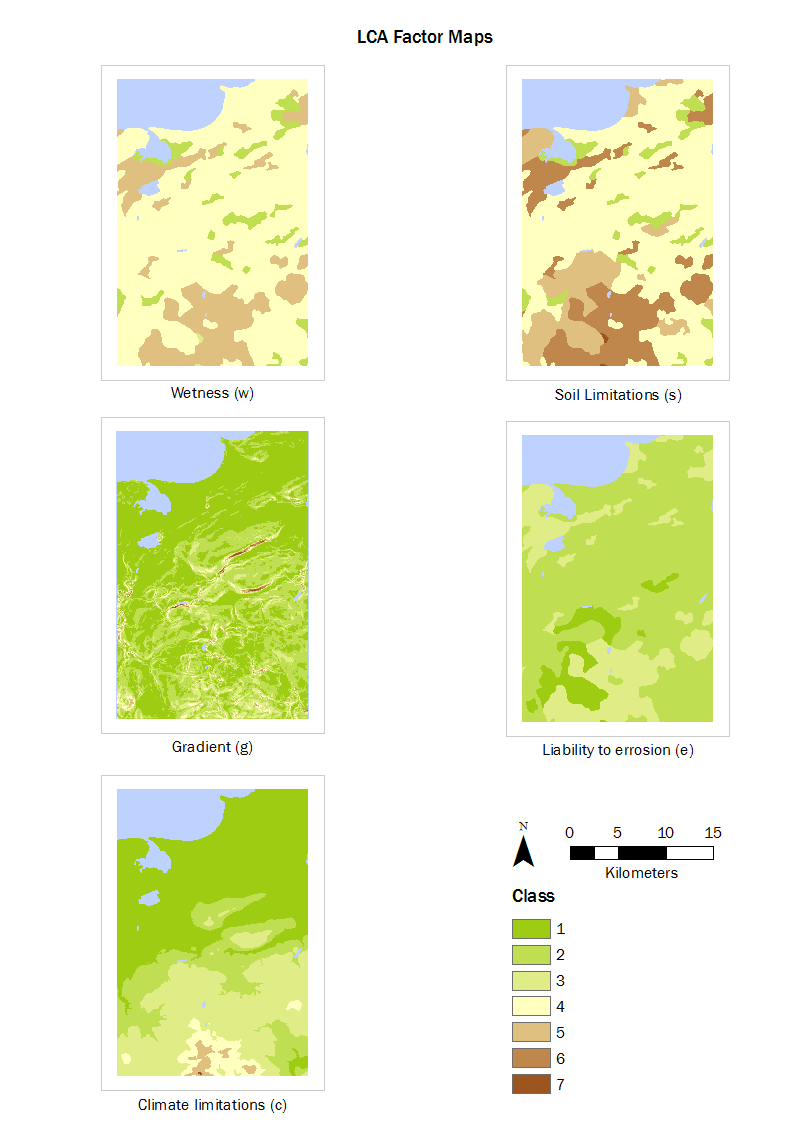 LCA Factor Maps
Wetness (w)
Soil Limitations (s)
Gradient (g)
Liability to errosion (e)
Climate limitations (c)
N
0 5 10 15
Kilometers
Class
1
2
3
4
5
6
7